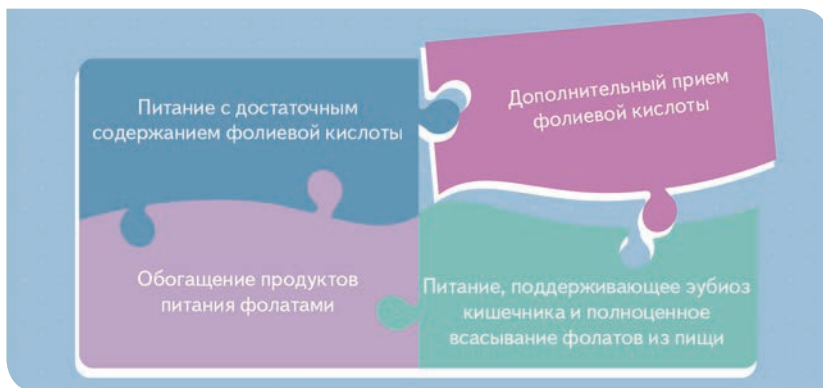 Питание с достаточным
содержанием фолиевой кислоты
Дополнительный прием
фолиевой кислоты
Обогащение продуктов
питания фолатами
Питание, поддерживающее эубиоз
кишечника и полноценное
всасывание фолатов из пищи